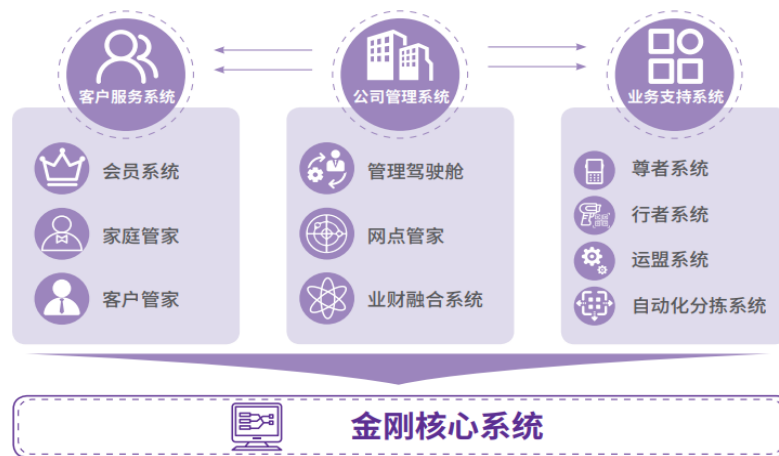 客户服务系统
公司管理系统
业务支持系统
会员系统
家庭管家
客户管家
管理驾驶舱
网点管家
业财融合系统
尊者系统
行者系统
运盟系统
自动化分拣系统
金刚核心系统